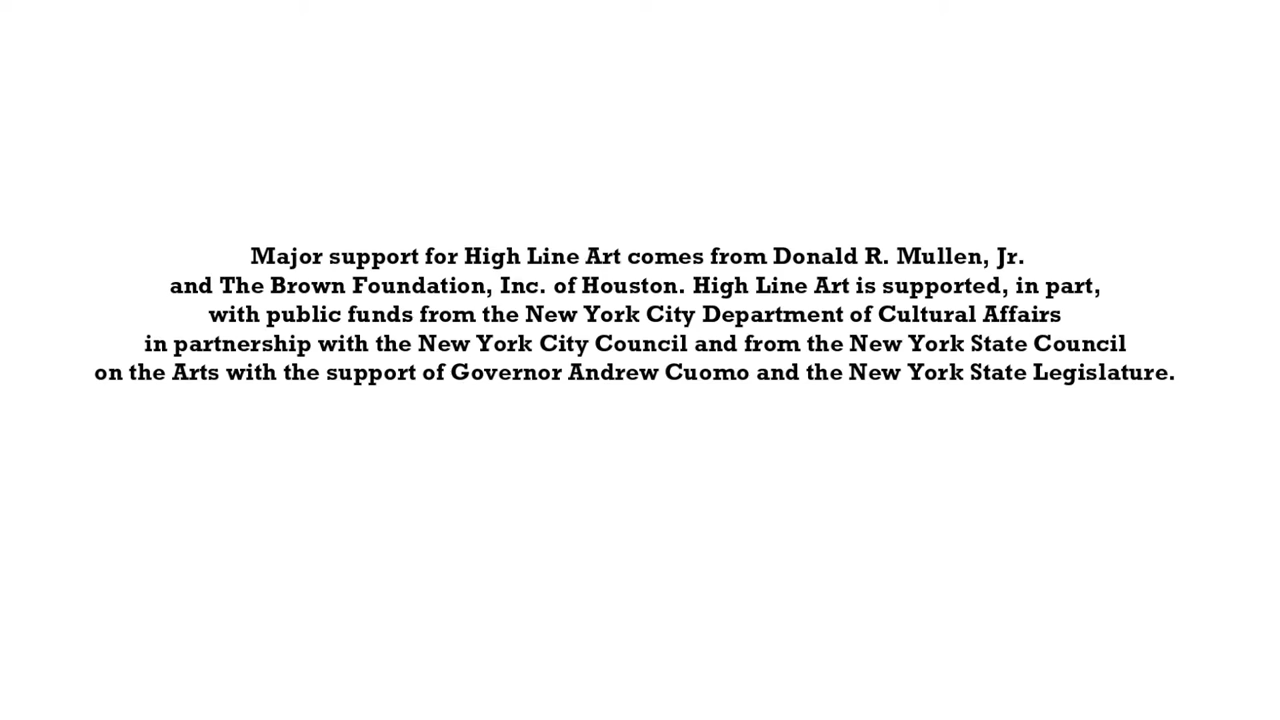 Major support for High Line Art comes from Donald R. Mullen, Jr.
and The Brown Foundation, Inc. of Houston. High Line Art is supported, in part,
with public funds from the New York City Department of Cultural Affairs
in partnership with the New York City Council and from the New York State Council
on the Arts with the support of Governor Andrew Cuomo and the New York State Legislature.